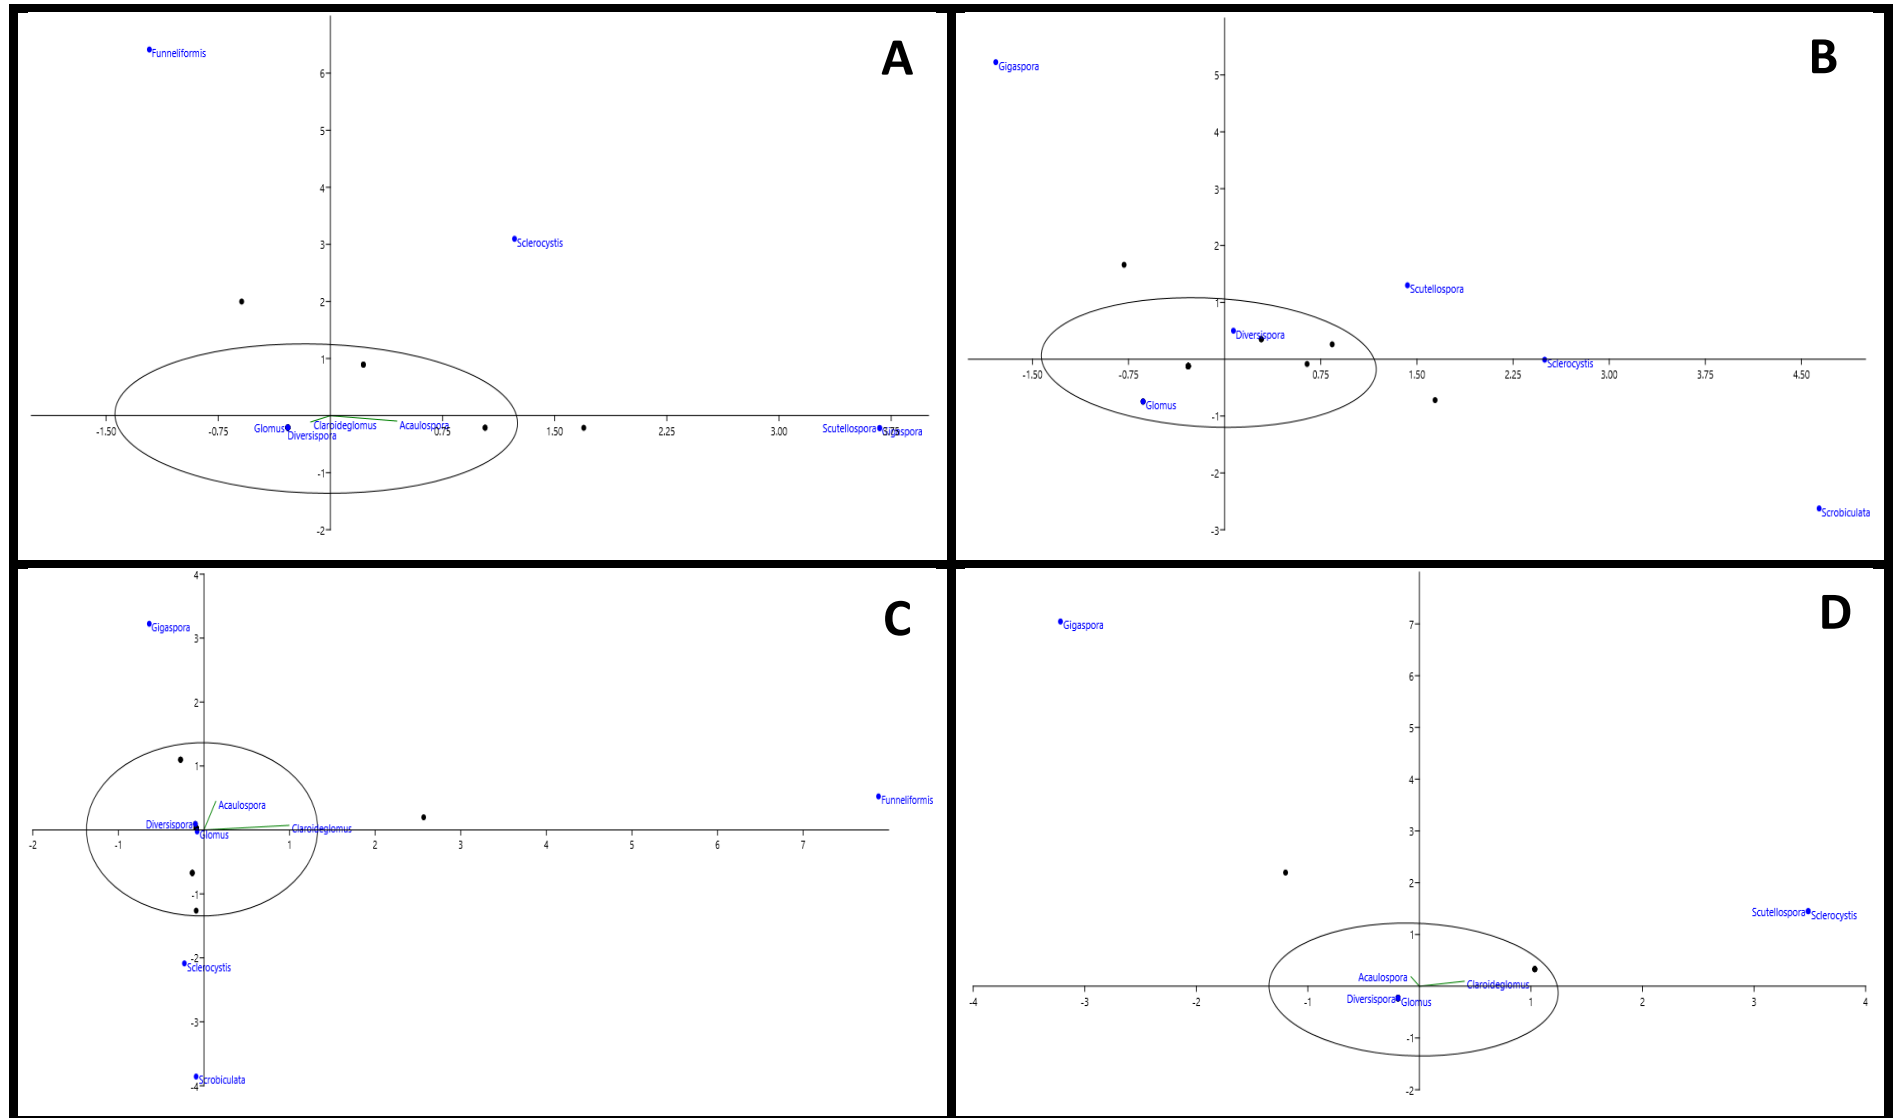 A
Funneliformis
6
5
4
Sclerocystis
3
2
1
-1.50
-0.75
Glomus
Diversispora
Claroideglomus
Acaulospora
0.75
1.50
2.25
3.00
Scutellospora
3.75
Gigaspora
-1
-2
B
Gigaspora
5
4
3
2
Scutellospora
1
Diversispora
Sclerocystis
-1.50
-0.75
0.75
1.50
2.25
3.00
3.75
4.50
Glomus
-1
-2
Scrobiculata
-3
C
4
Gigaspora
3
2
1
Acaulospora
Funneliformis
Diversispora
Glomus
Claroideglomus
-2
-1
1
2
3
4
5
6
7
-1
-2
Sclerocystis
-3
-4
Scrobiculata
D
Gigaspora
7
6
5
4
3
2
Scutellospora
Sclerocystis
1
Acaulospora
Claroideglomus
Diversispora
Glomus
-4
-3
-2
-1
1
2
3
4
-1
-2